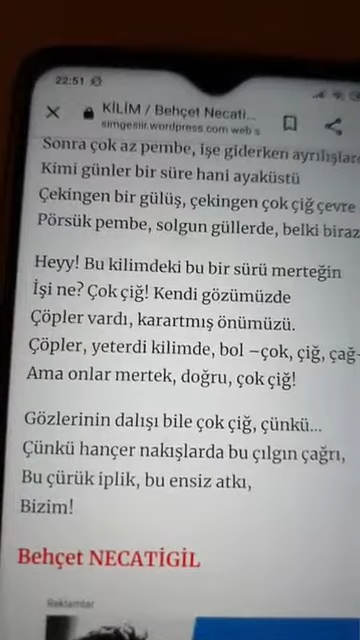 22:51
KİLİM / Behçet Necati...
simgesiir.wordpress.com web s
Sonra çok az pembe, işe giderken ayrılışlar
Kimi günler bir süre hani ayaküstü
Çekingen bir gülüş, çekingen çok çiğ çevre
Pörsük pembe, solgun güllerde, belki biraz
Heyy! Bu kilimdeki bu bir sürü merteğin
İşi ne? Çok çiğ! Kendi gözümüzde
Çöpler vardı, karartmış önümüzü.
Çöpler, yeterdi kilimde, bol –çok, çiğ, çağ-
Ama onlar mertek, doğru, çok çiğ!
Gözlerinin dalışı bile çok çiğ, çünkü...
Çünkü hançer nakışlarda bu çılgın çağrı,
Bu çürük iplik, bu ensiz atkı,
Bizim!
Behçet NECATİGİL
Reklamlar